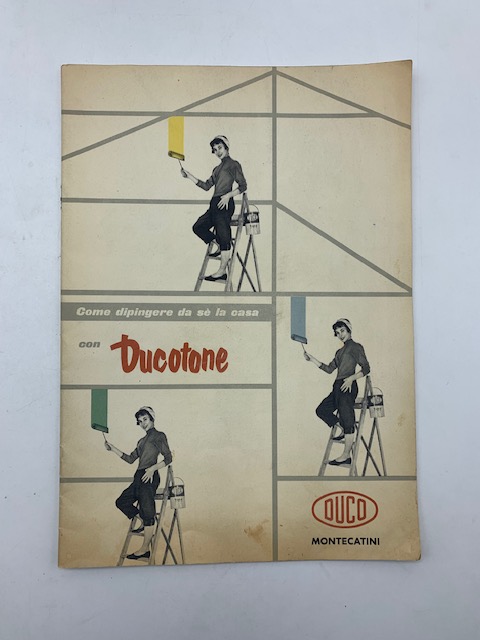 Come dipingere da sè la casa
con Ducotone
DUCO
MONTECATINI